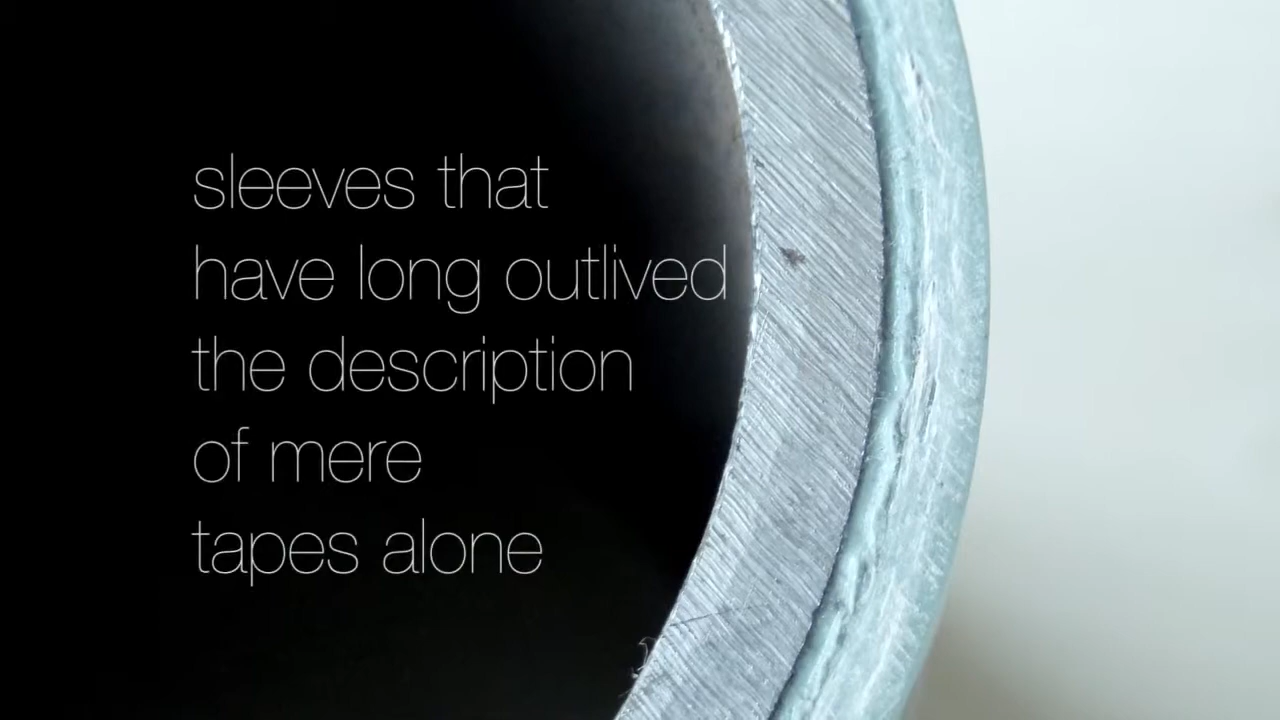 sleeves that
have long outlived
the description
of mere
tapes alone